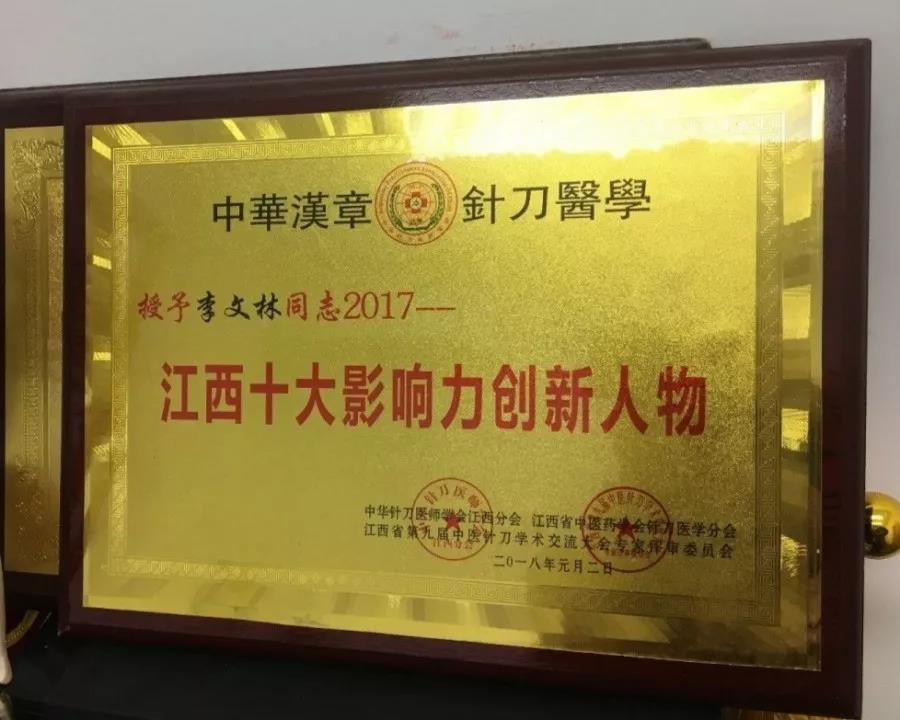 中華漢章 針刀醫學
授予李文林同志2017--
江西十大影响力创新人物
中华针刀医师学会江西分会 江西省中医药学会针刀医学分会
江西省第九届中医针刀学术交流大会专家评审委员会
二〇一八年元月二日